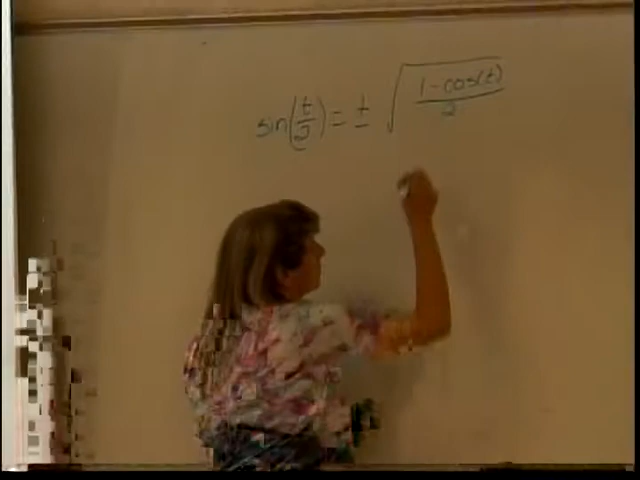 sin(t/2) = ± √((1-cos(t))/2)